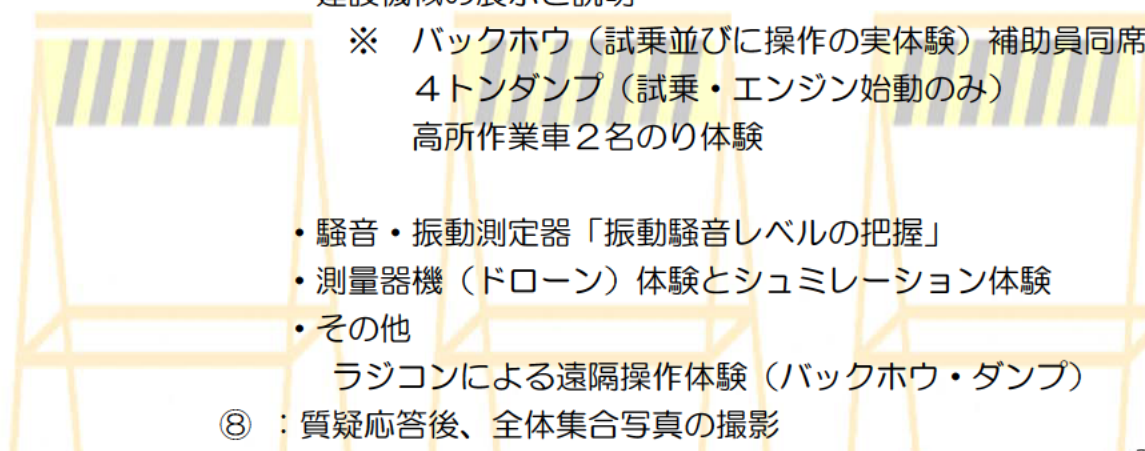 ※　バックホウ（試乗並びに操作の実体験）補助員同席
４トンダンプ（試乗・エンジン始動のみ）
高所作業車２名のり体験
・騒音・振動測定器「振動騒音レベルの把握」
・測量器機（ドローン）体験とシュミレーション体験
・その他
ラジコンによる遠隔操作体験（バックホウ・ダンプ）
⑧　：質疑応答後、全体集合写真の撮影